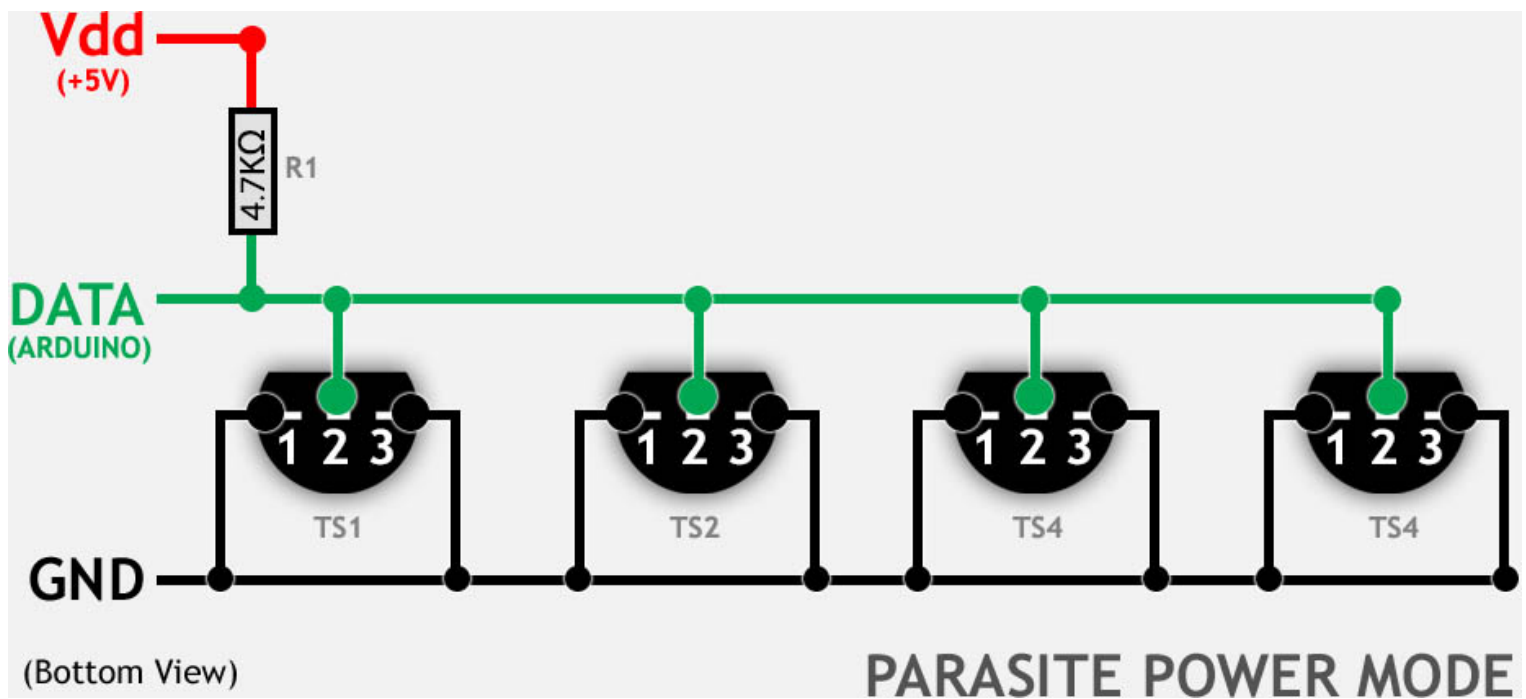 Vdd
(+5V)
4.7KΩ
R1
DATA
(ARDUINO)
1 2 3
1 2 3
1 2 3
1 2 3
TS1
TS2
TS4
TS4
GND
(Bottom View)
PARASITE POWER MODE